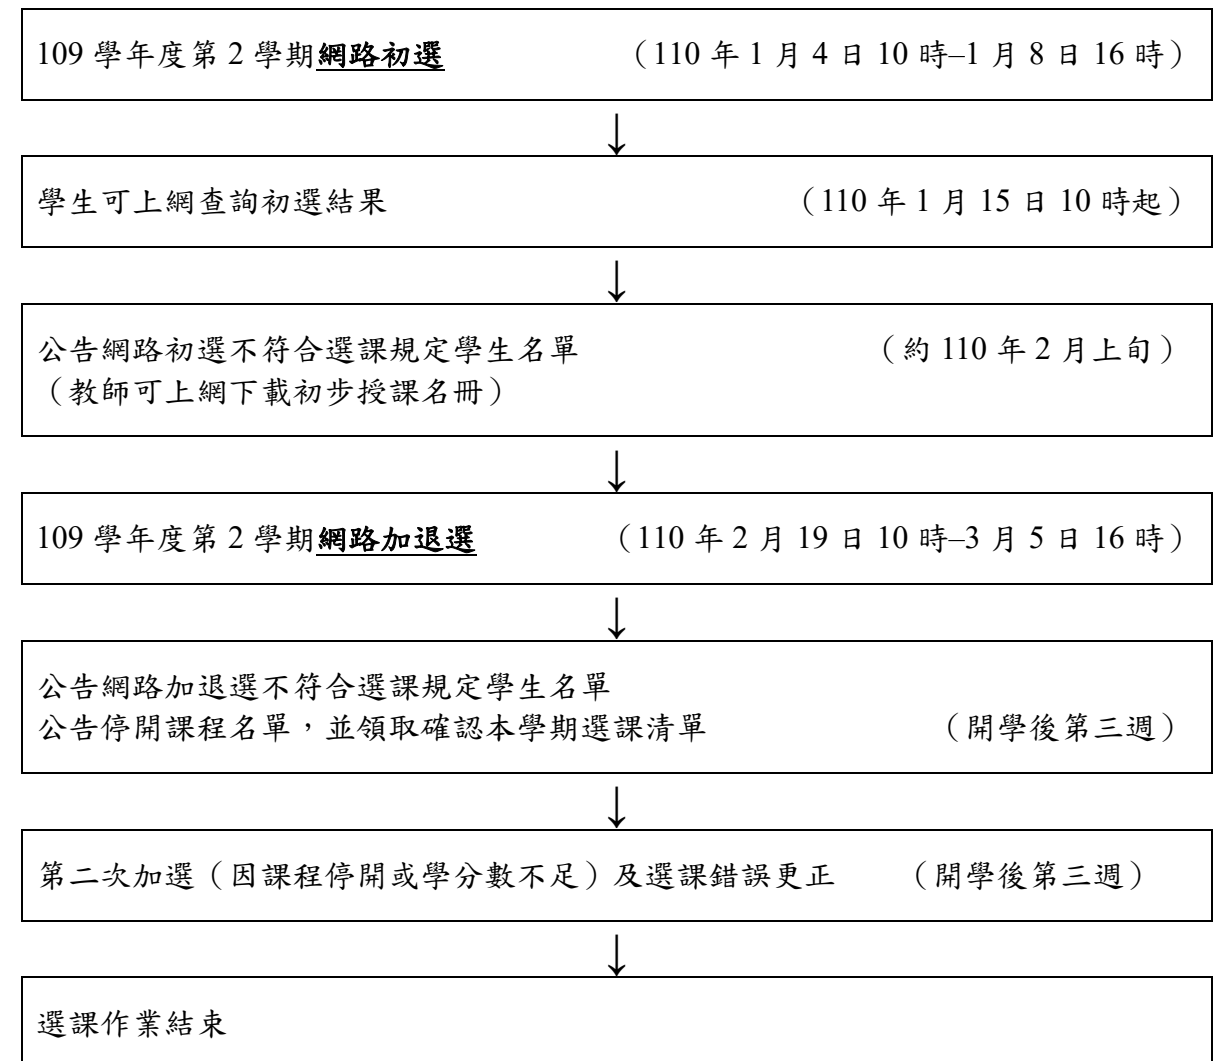 109 學年度第 2 學期網路初選 （110 年 1 月 4 日 10 時–1 月 8 日 16 時）
↓
學生可上網查詢初選結果 （110 年 1 月 15 日 10 時起）
↓
公告網路初選不符合選課規定學生名單 （約 110 年 2 月上旬）
（教師可上網下載初步授課名冊）
↓
109 學年度第 2 學期網路加退選 （110 年 2 月 19 日 10 時–3 月 5 日 16 時）
↓
公告網路加退選不符合選課規定學生名單
公告停開課程名單，並領取確認本學期選課清單 （開學後第三週）
↓
第二次加選（因課程停開或學分數不足）及選課錯誤更正 （開學後第三週）
↓
選課作業結束